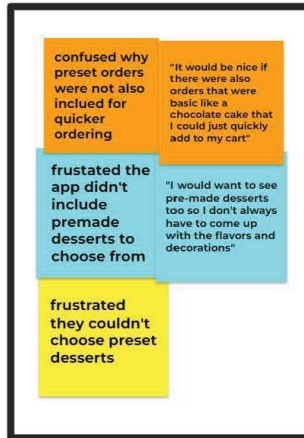 confused why
preset orders
were not also
inclued for
quicker
ordering
"It would be nice if
there were also
orders that were
basic like a
chocolate cake that
I could just quickly
add to my cart"
frustated the
app didn't
include
premade
desserts to
choose from
"I would want to see
pre-made desserts
too so I don't always
have to come up
with the flavors and
decorations"
frustrated
they couldn't
choose preset
desserts